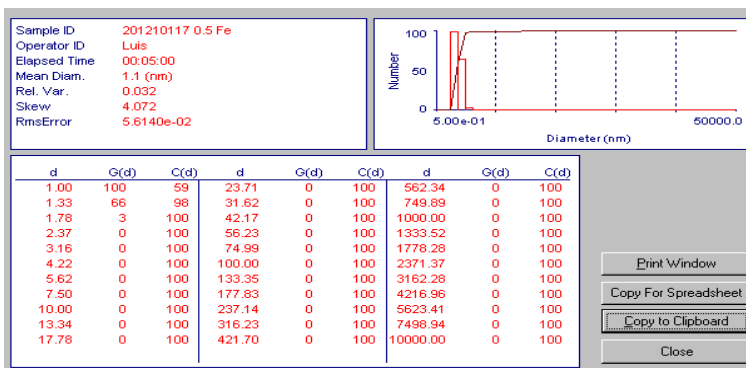 Sample ID 201210117 0.5 Fe
Operator ID Luis
Elapsed Time 00:05:00
Mean Diam. 1.1 (nm)
Rel. Var. 0.032
Skew 4.072
RmsError 5.6140e-02
100
50
0
Number
5.00e-01 50000.0
Diameter (nm)
d G(d) C(d) d G(d) C(d) d G(d) C(d)
1.00 100 59 23.71 0 100 562.34 0 100
1.33 66 98 31.62 0 100 749.89 0 100
1.78 3 100 42.17 0 100 1000.00 0 100
2.37 0 100 56.23 0 100 1333.52 0 100
3.16 0 100 74.99 0 100 1778.28 0 100
4.22 0 100 100.00 0 100 2371.37 0 100
5.62 0 100 133.35 0 100 3162.28 0 100
7.50 0 100 177.83 0 100 4216.96 0 100
10.00 0 100 237.14 0 100 5623.41 0 100
13.34 0 100 316.23 0 100 7498.94 0 100
17.78 0 100 421.70 0 100 10000.00 0 100
Print Window
Copy For Spreadsheet
Copy to Clipboard
Close